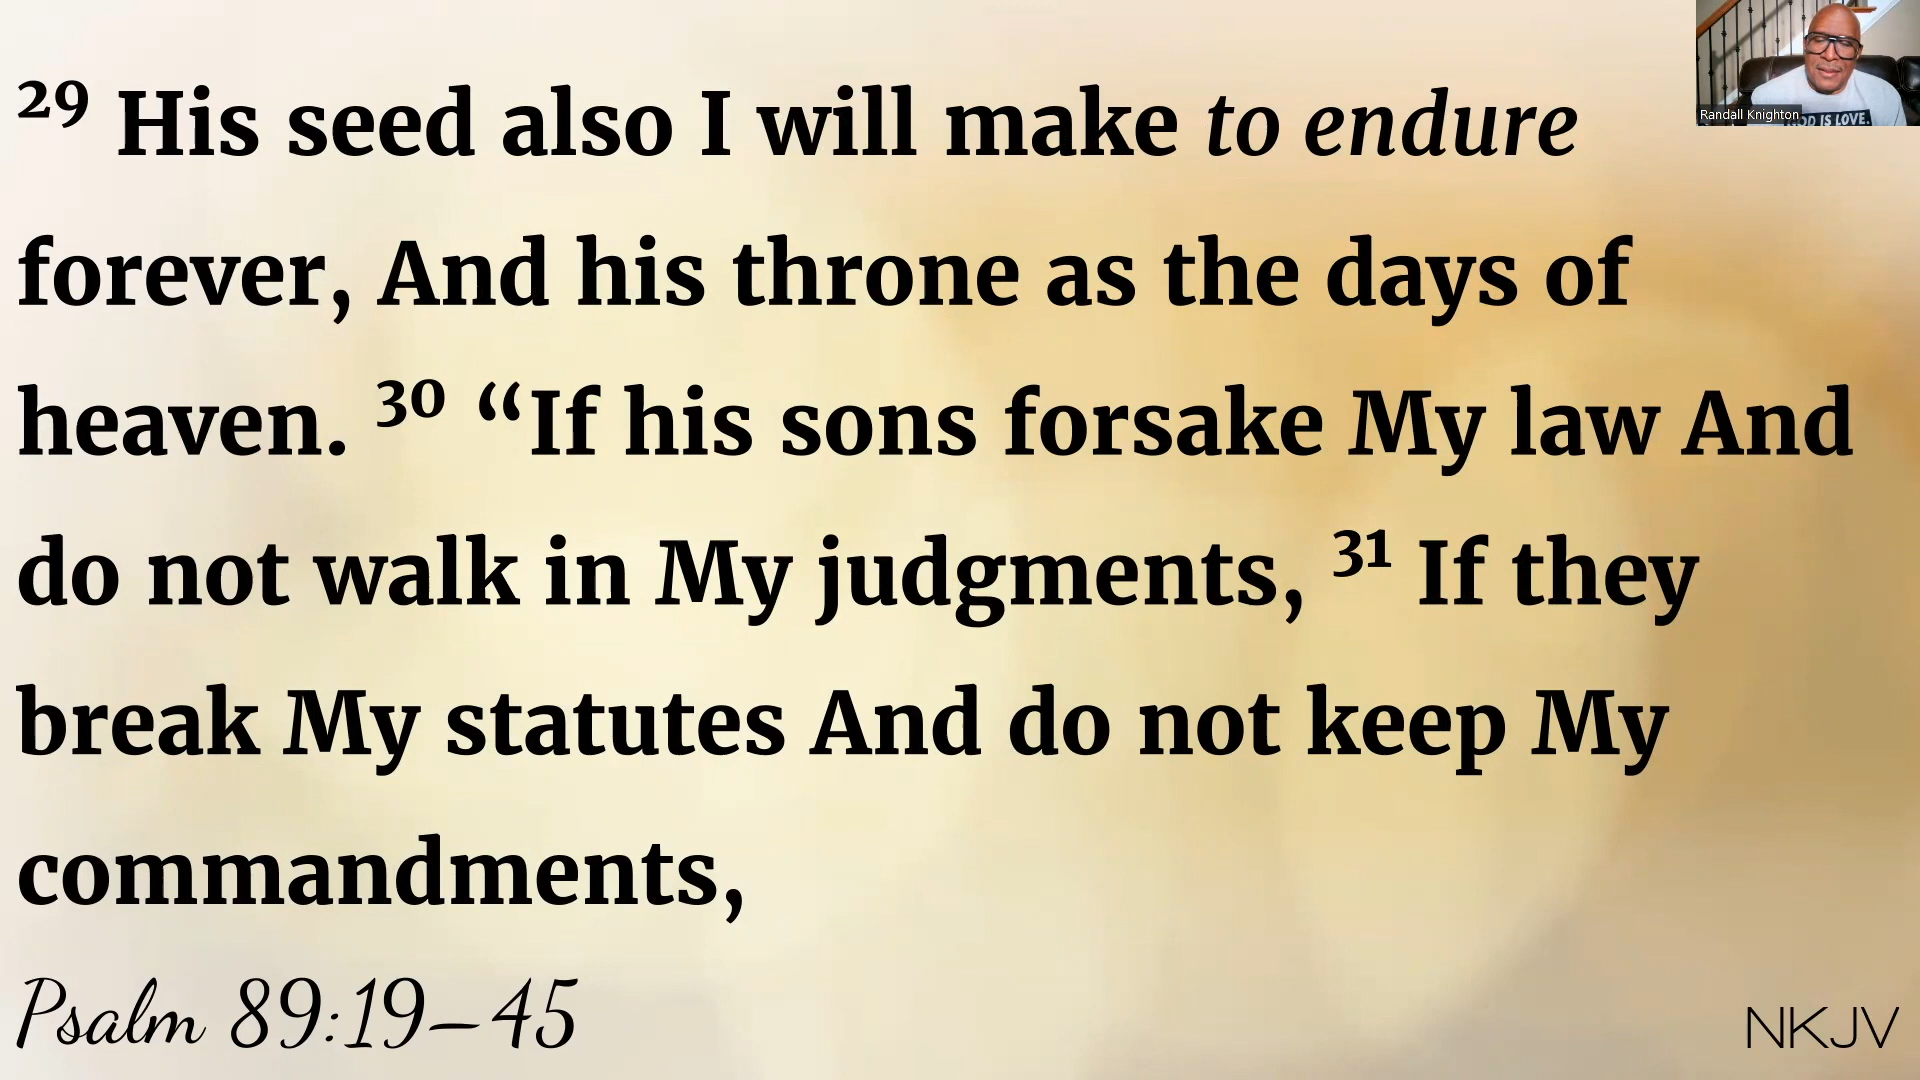 29 His seed also I will make to endure
forever, And his throne as the days of
heaven. 30 “If his sons forsake My law And
do not walk in My judgments, 31 If they
break My statutes And do not keep My
commandments,
Psalm 89:19–45
NKJV
Randall Knighton
IS LOVE.